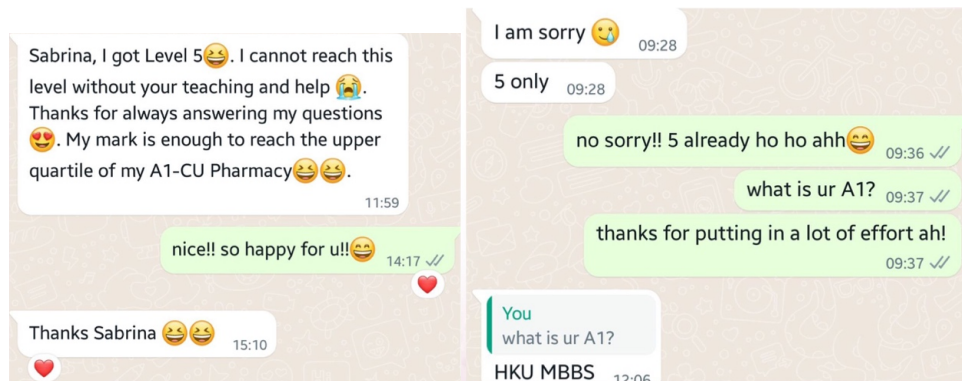 Sabrina, I got Level 5😆. I cannot reach this
level without your teaching and help 😭.
Thanks for always answering my questions
😍. My mark is enough to reach the upper
quartile of my A1-CU Pharmacy😆😆.
11:59
nice!! so happy for u!!😄 14:17
Thanks Sabrina 😆😆 15:10
I am sorry 🥲 09:28
5 only 09:28
no sorry!! 5 already ho ho ahh😄 09:36
what is ur A1? 09:37
thanks for putting in a lot of effort ah!
09:37
You
what is ur A1?
HKU MBBS 12:06